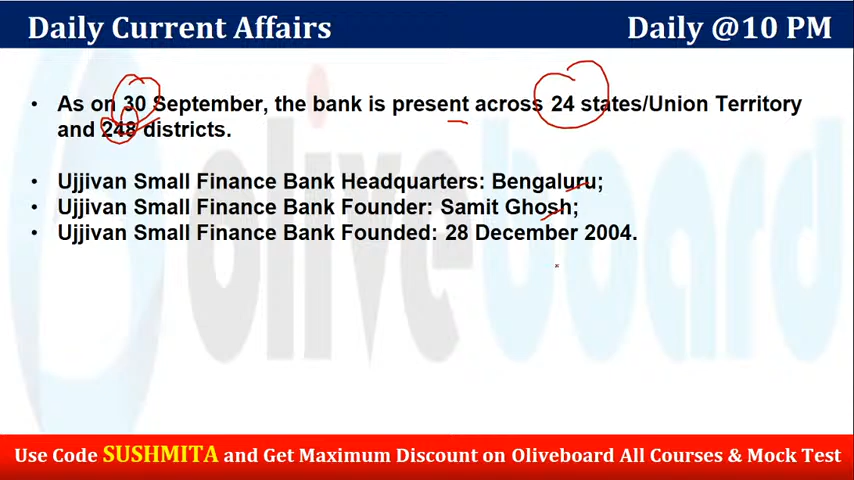 Daily Current Affairs Daily @10 PM
• As on 30 September, the bank is present across 24 states/Union Territory
and 248 districts.
• Ujjivan Small Finance Bank Headquarters: Bengaluru;
• Ujjivan Small Finance Bank Founder: Samit Ghosh;
• Ujjivan Small Finance Bank Founded: 28 December 2004.
oliveboard
Use Code SUSHMITA and Get Maximum Discount on Oliveboard All Courses & Mock Test